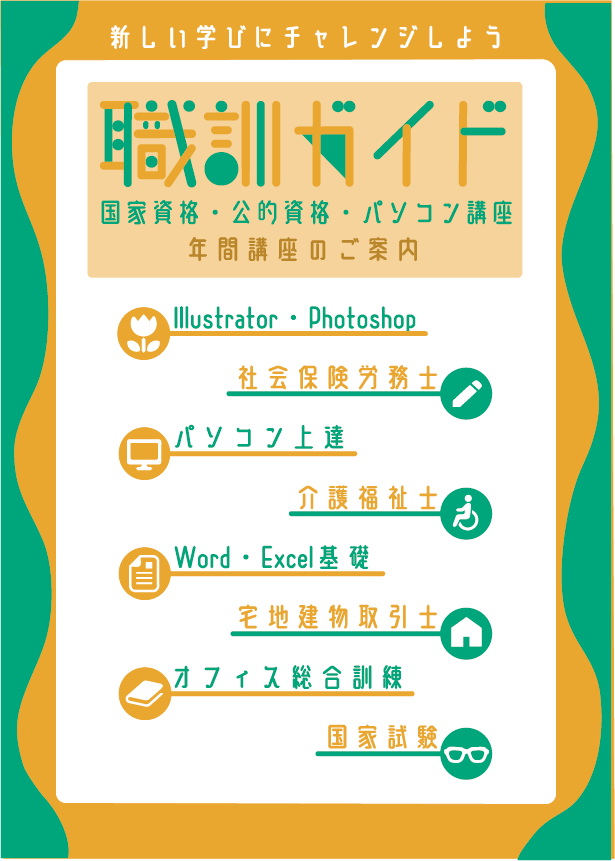 新しい学びにチャレンジしよう
職訓ガイド
国家資格・公的資格・パソコン講座
年間講座のご案内
Illustrator・Photoshop
社会保険労務士
パソコン上達
介護福祉士
Word・Excel基礎
宅地建物取引士
オフィス総合訓練
国家試験